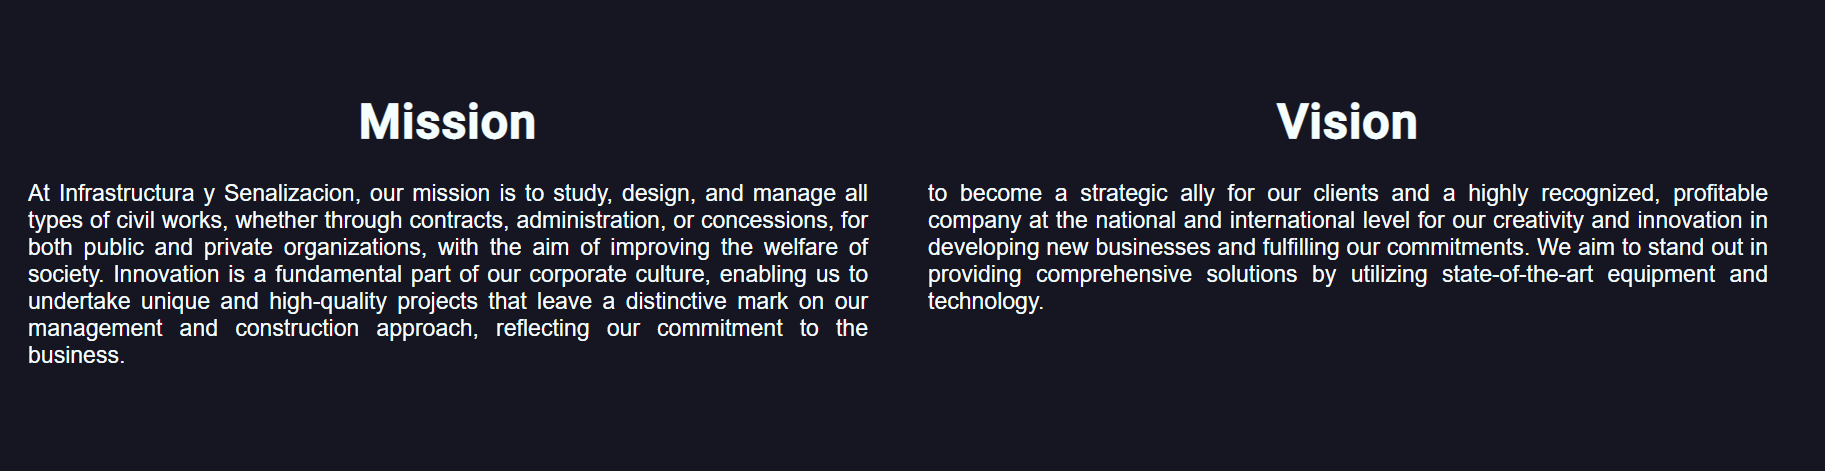 Mission
At Infrastructura y Senalizacion, our mission is to study, design, and manage all
types of civil works, whether through contracts, administration, or concessions, for
both public and private organizations, with the aim of improving the welfare of
society. Innovation is a fundamental part of our corporate culture, enabling us to
undertake unique and high-quality projects that leave a distinctive mark on our
management and construction approach, reflecting our commitment to the
business.
Vision
to become a strategic ally for our clients and a highly recognized, profitable
company at the national and international level for our creativity and innovation in
developing new businesses and fulfilling our commitments. We aim to stand out in
providing comprehensive solutions by utilizing state-of-the-art equipment and
technology.